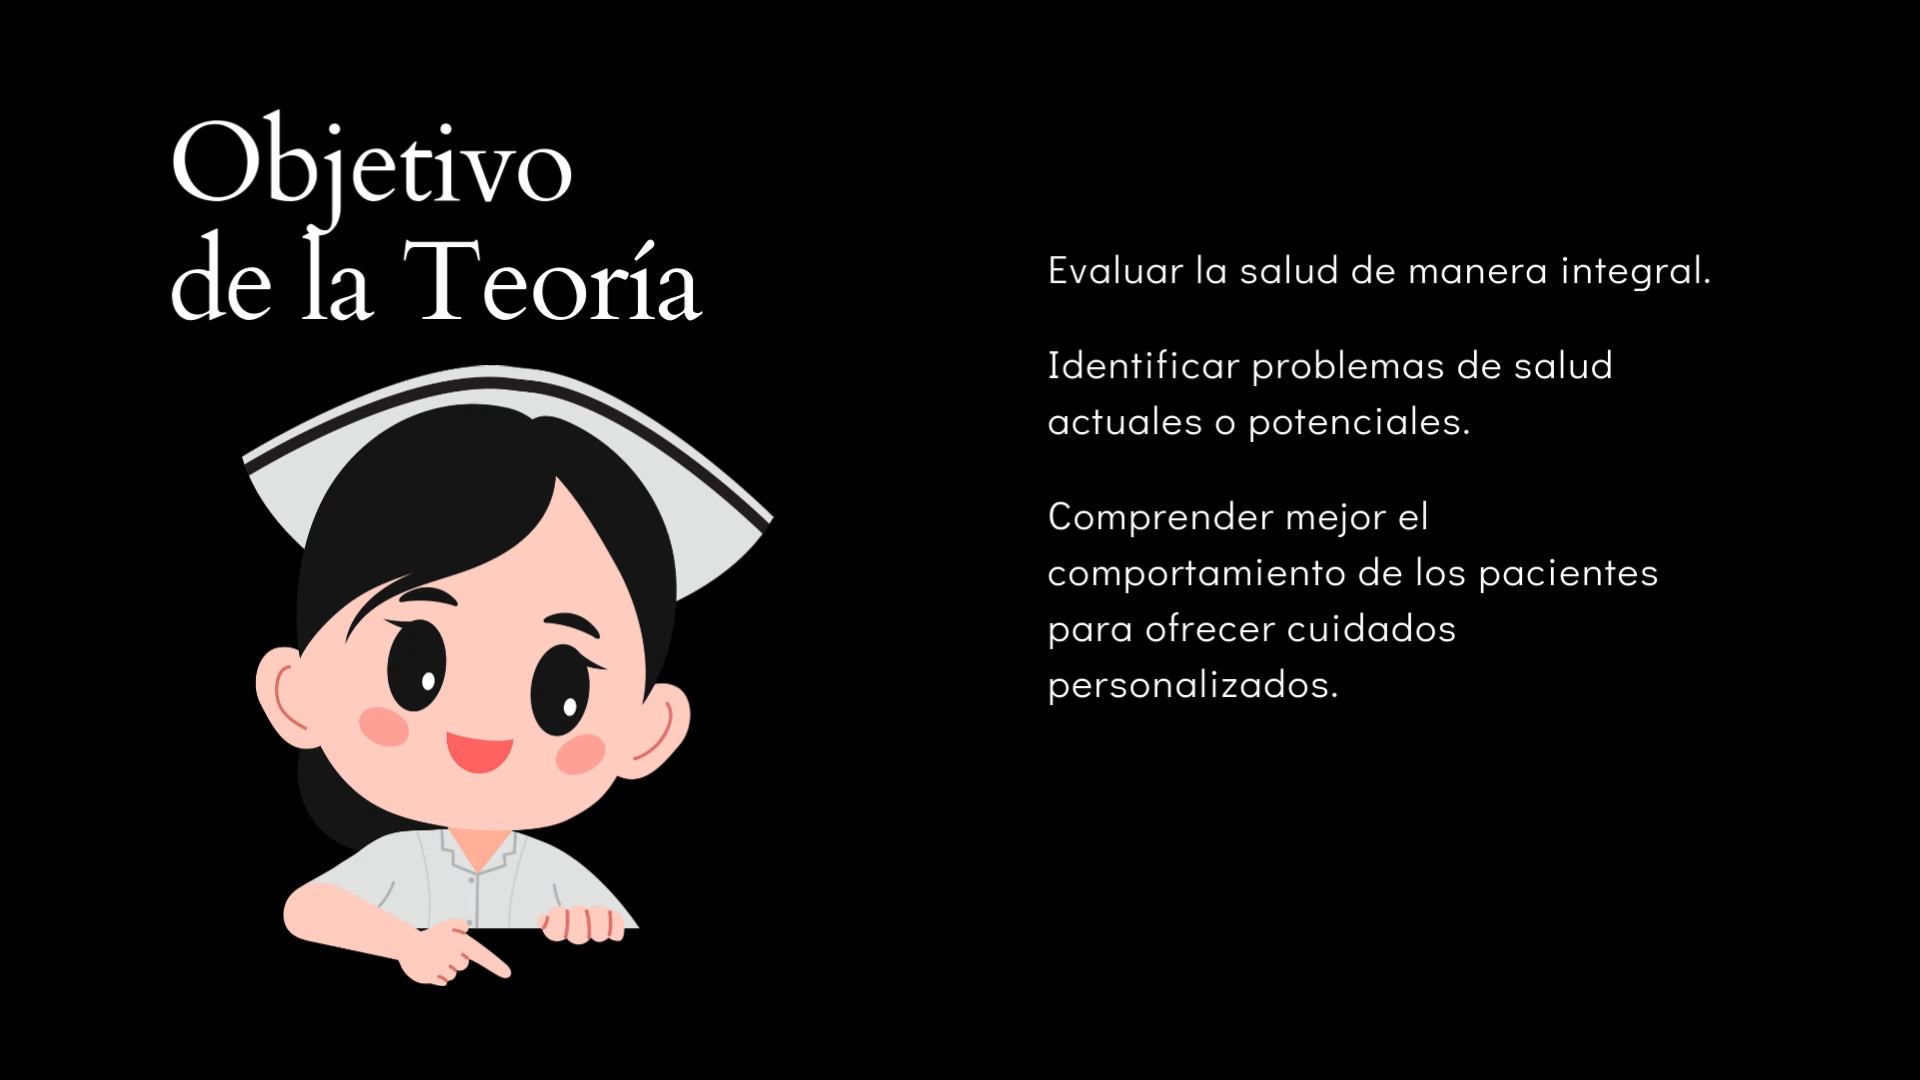 Objetivo
de la Teoría
Evaluar la salud de manera integral.
Identificar problemas de salud
actuales o potenciales.
Comprender mejor el
comportamiento de los pacientes
para ofrecer cuidados
personalizados.